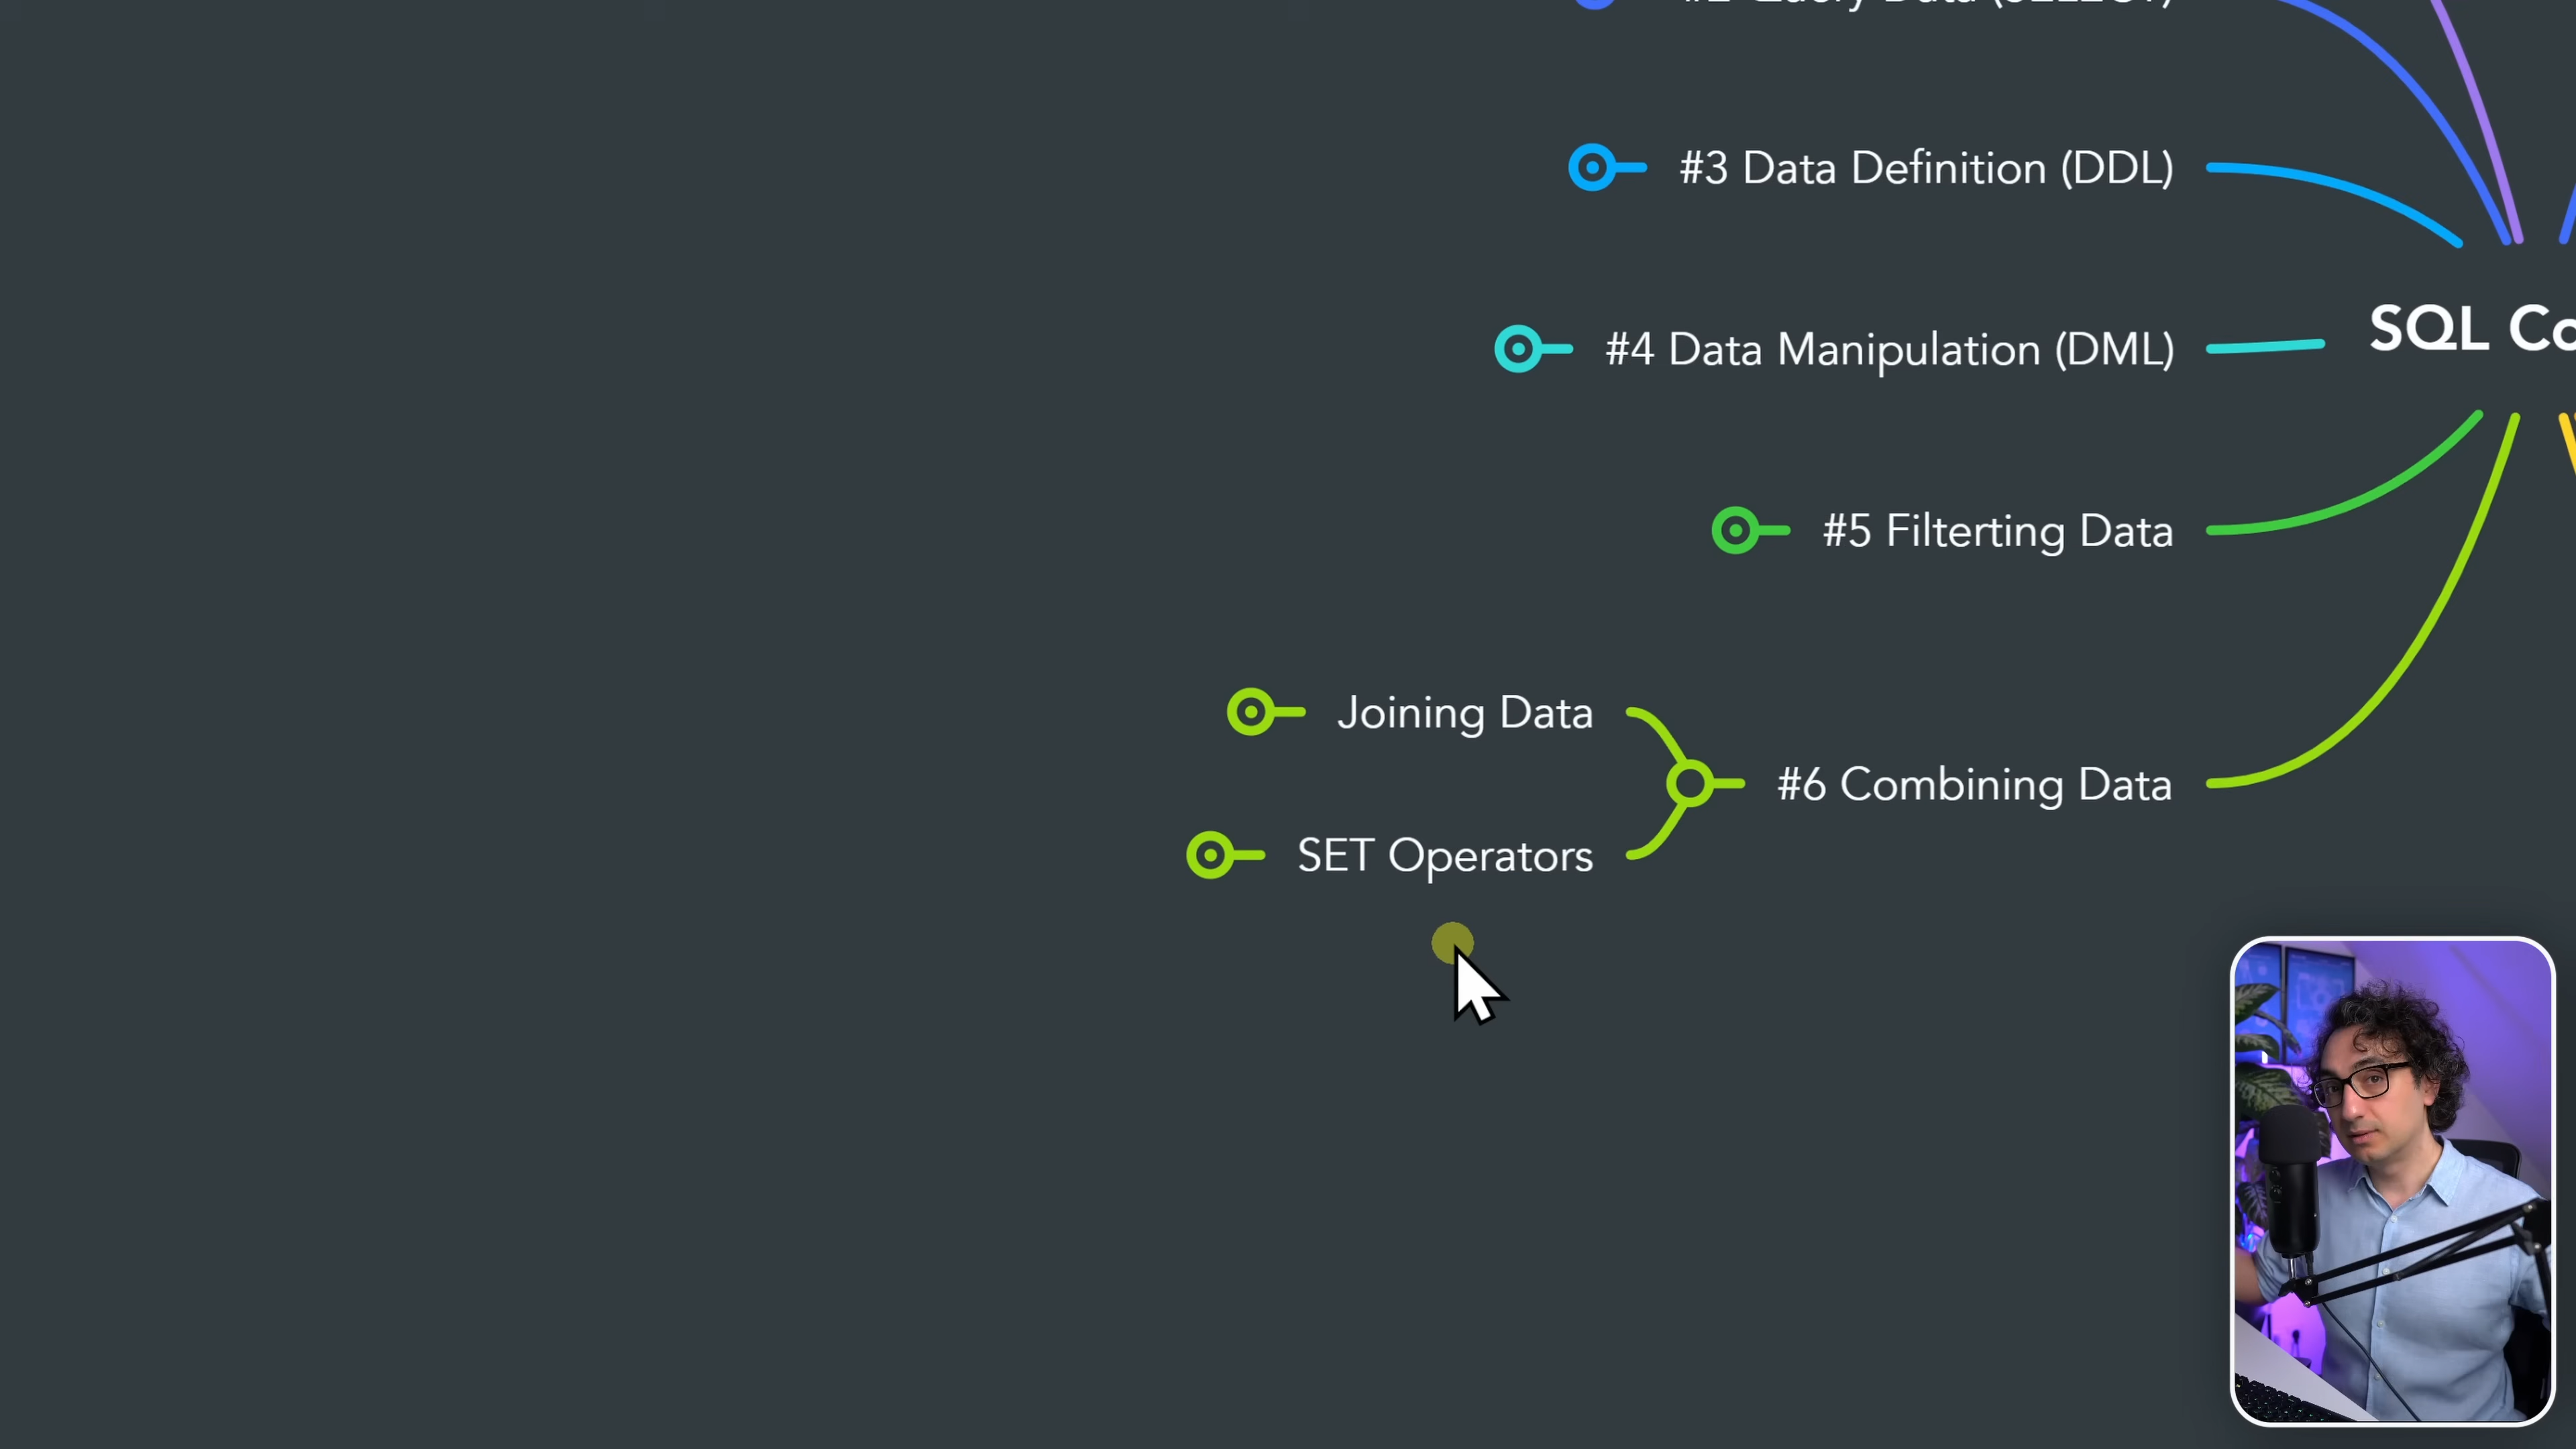 #3 Data Definition (DDL)
#4 Data Manipulation (DML)
SQL Co
#5 Filterting Data
Joining Data
#6 Combining Data
SET Operators